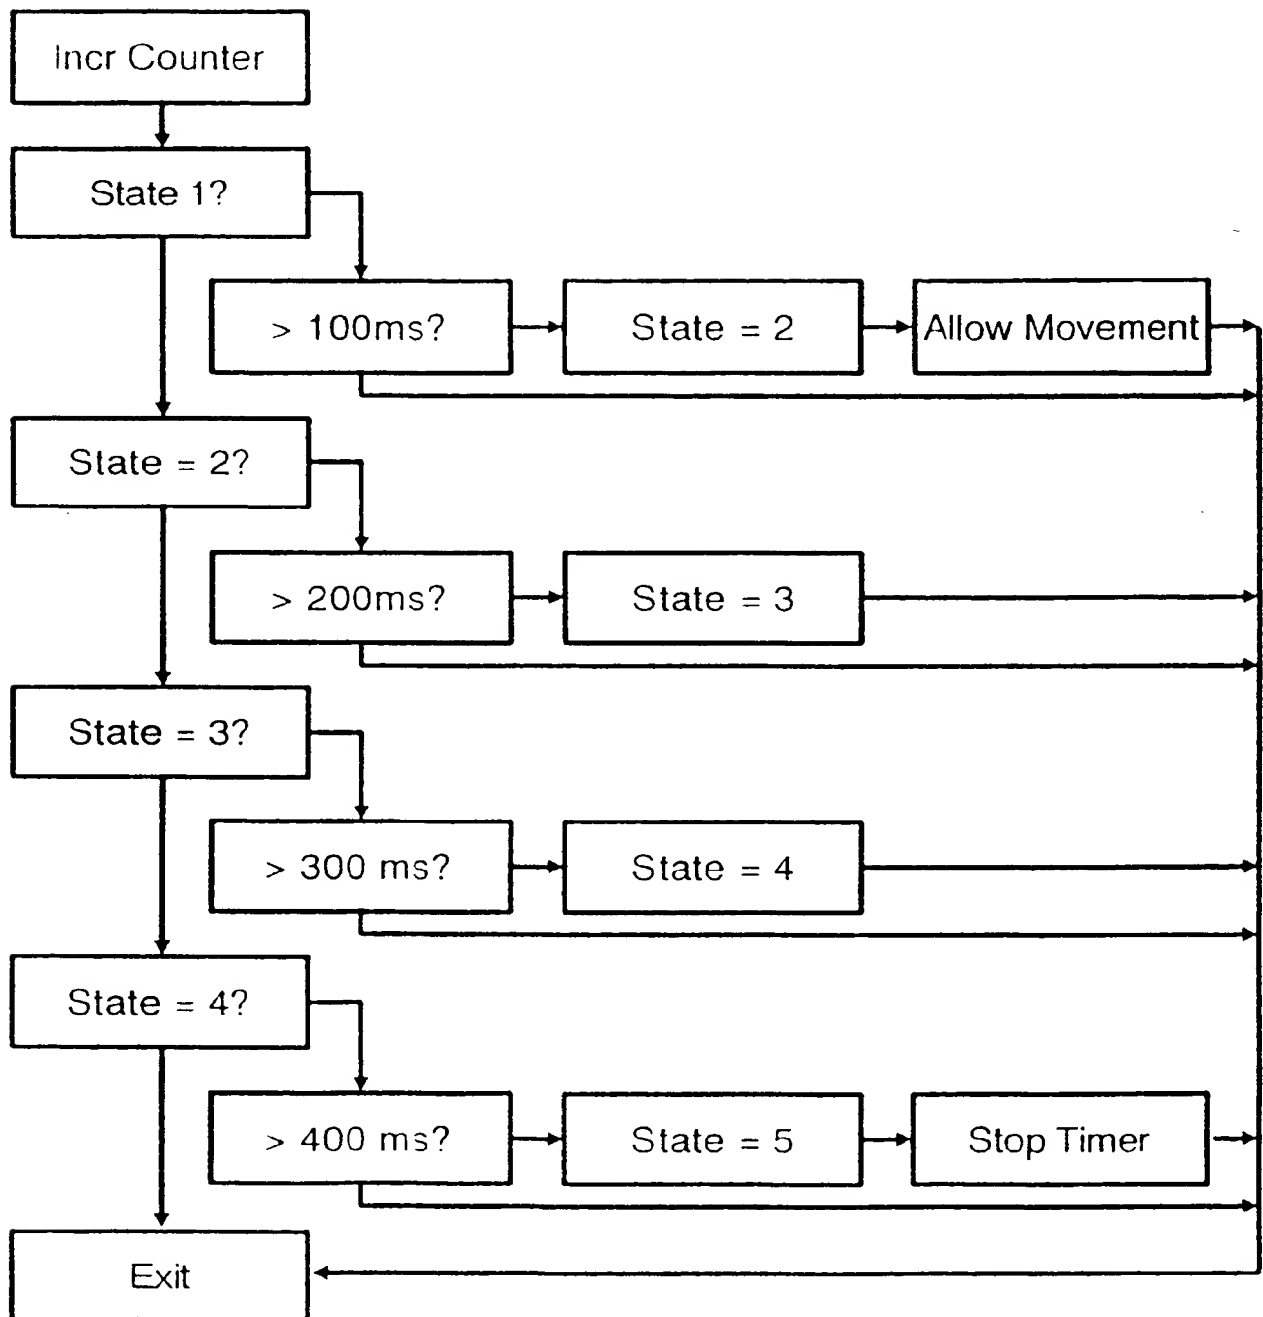 Incr Counter
State 1?
> 100ms?
State = 2
Allow Movement
State = 2?
> 200ms?
State = 3
State = 3?
> 300 ms?
State = 4
State = 4?
> 400 ms?
State = 5
Stop Timer
Exit